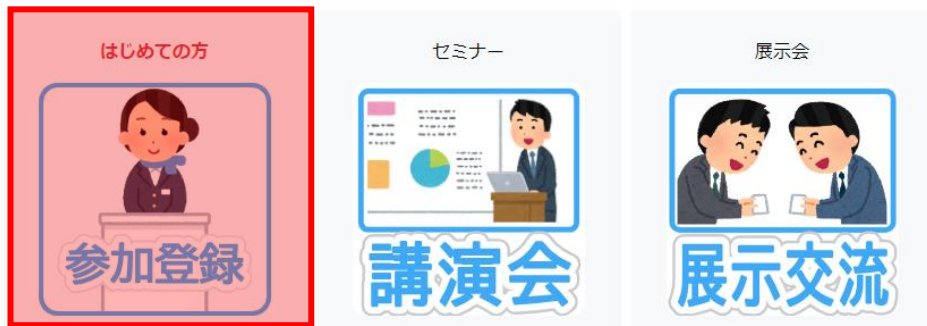 はじめての方
セミナー
展示会
参加登録
講演会
展示交流